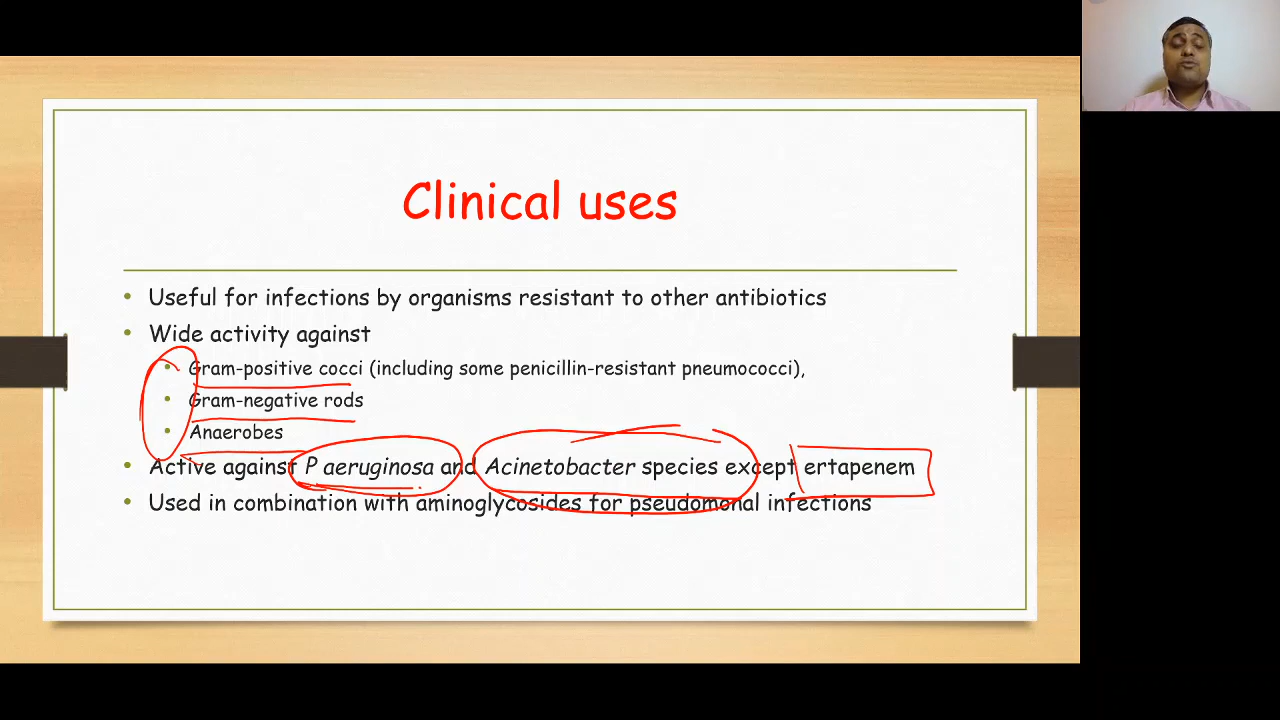 Clinical uses
• Useful for infections by organisms resistant to other antibiotics
• Wide activity against
• Gram-positive cocci (including some penicillin-resistant pneumococci),
• Gram-negative rods
• Anaerobes
• Active against P aeruginosa and Acinetobacter species except ertapenem
• Used in combination with aminoglycosides for pseudomonal infections